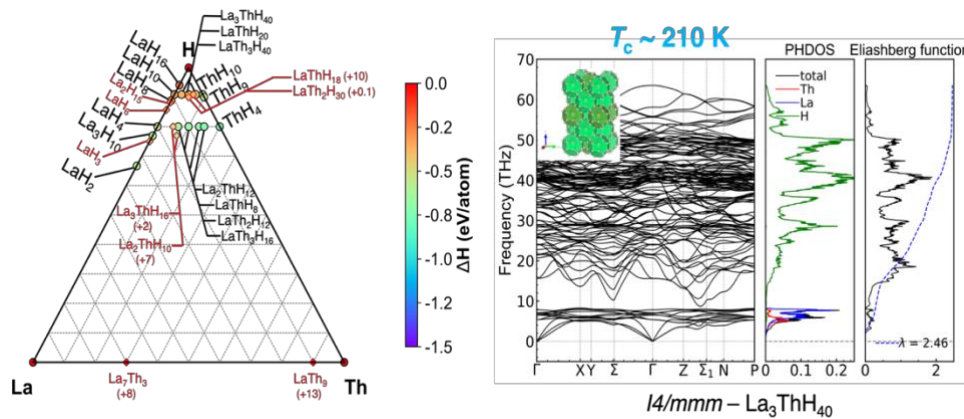 La₃ThH₄₀
LaThH₂₀
LaTh₃H₄₀
H
LaH₁₆
LaH₁₀
LaH₈
La₂H₁₅
LaH₆
LaH₄
La₃H₁₀
LaH₃
LaH₂
ThH₁₀
ThH₉
ThH₄
LaThH₁₈ (+10)
LaTh₂H₃₀ (+0.1)
La₂ThH₁₂
LaThH₈
LaTh₂H₁₂
LaTh₃H₁₆
La₃ThH₁₆
(+2)
La₂ThH₁₀
(+7)
La
Th
La₇Th₃
(+8)
LaTh₉
(+13)
0.0
-0.2
-0.4
-0.6
-0.8
-1.0
-1.2
-1.5
ΔH (eV/atom)
T꜀ ~ 210 K
PHDOS
Eliashberg function
total
Th
La
H
Frequency (THz)
70
60
50
40
30
20
10
0
Γ X Y Σ Γ Z Σ₁ N P
0 0.1 0.2
0 2
λ = 2.46
I4/mmm – La₃ThH₄₀